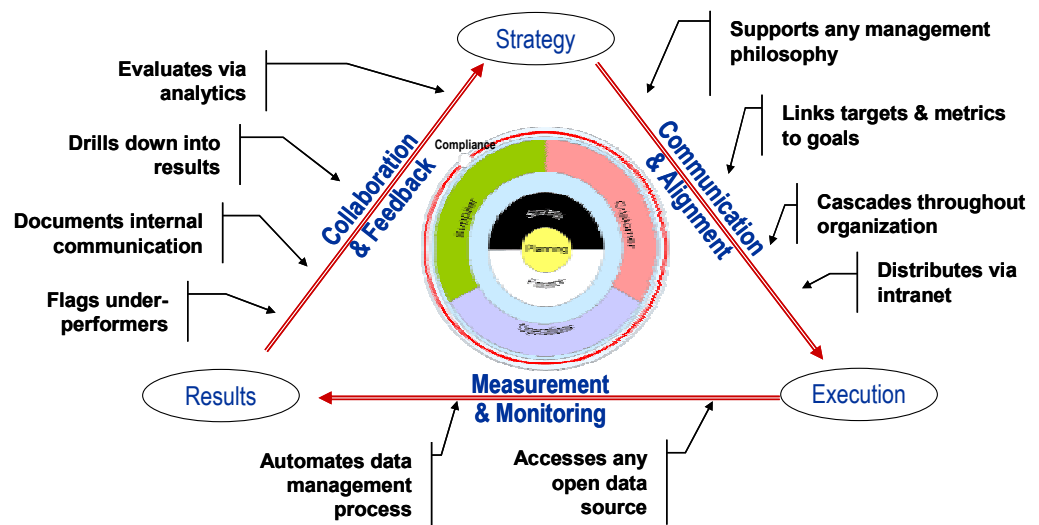 Strategy
Supports any management
philosophy
Evaluates via
analytics
Links targets & metrics
to goals
Drills down into
results
Collaboration
& Feedback
Compliance
Communication
& Alignment
Supplier
Customer
Cascades throughout
organization
Documents internal
communication
Planning
Distributes via
intranet
Flags under-
performers
Operations
Results
Measurement
& Monitoring
Execution
Automates data
management
process
Accesses any
open data
source